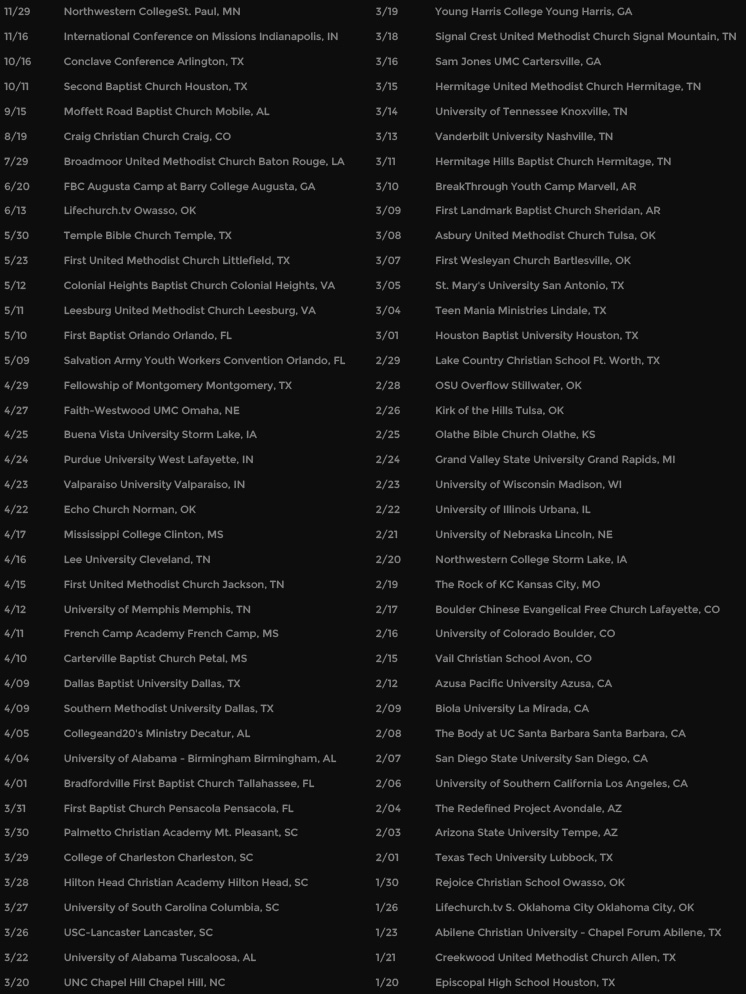 11/29 Northwestern CollegeSt. Paul, MN
11/16 International Conference on Missions Indianapolis, IN
10/16 Conclave Conference Arlington, TX
10/11 Second Baptist Church Houston, TX
9/15 Moffett Road Baptist Church Mobile, AL
8/19 Craig Christian Church Craig, CO
7/29 Broadmoor United Methodist Church Baton Rouge, LA
6/20 FBC Augusta Camp at Barry College Augusta, GA
6/13 Lifechurch.tv Owasso, OK
5/30 Temple Bible Church Temple, TX
5/23 First United Methodist Church Littlefield, TX
5/12 Colonial Heights Baptist Church Colonial Heights, VA
5/11 Leesburg United Methodist Church Leesburg, VA
5/10 First Baptist Orlando Orlando, FL
5/09 Salvation Army Youth Workers Convention Orlando, FL
4/29 Fellowship of Montgomery Montgomery, TX
4/27 Faith-Westwood UMC Omaha, NE
4/25 Buena Vista University Storm Lake, IA
4/24 Purdue University West Lafayette, IN
4/23 Valparaiso University Valparaiso, IN
4/22 Echo Church Norman, OK
4/17 Mississippi College Clinton, MS
4/16 Lee University Cleveland, TN
4/15 First United Methodist Church Jackson, TN
4/12 University of Memphis Memphis, TN
4/11 French Camp Academy French Camp, MS
4/10 Carterville Baptist Church Petal, MS
4/09 Dallas Baptist University Dallas, TX
4/09 Southern Methodist University Dallas, TX
4/05 Collegeand20's Ministry Decatur, AL
4/04 University of Alabama - Birmingham Birmingham, AL
4/01 Bradfordville First Baptist Church Tallahassee, FL
3/31 First Baptist Church Pensacola Pensacola, FL
3/30 Palmetto Christian Academy Mt. Pleasant, SC
3/29 College of Charleston Charleston, SC
3/28 Hilton Head Christian Academy Hilton Head, SC
3/27 University of South Carolina Columbia, SC
3/26 USC-Lancaster Lancaster, SC
3/22 University of Alabama Tuscaloosa, AL
3/20 UNC Chapel Hill Chapel Hill, NC
3/19 Young Harris College Young Harris, GA
3/18 Signal Crest United Methodist Church Signal Mountain, TN
3/16 Sam Jones UMC Cartersville, GA
3/15 Hermitage United Methodist Church Hermitage, TN
3/14 University of Tennessee Knoxville, TN
3/13 Vanderbilt University Nashville, TN
3/11 Hermitage Hills Baptist Church Hermitage, TN
3/10 BreakThrough Youth Camp Marvell, AR
3/09 First Landmark Baptist Church Sheridan, AR
3/08 Asbury United Methodist Church Tulsa, OK
3/07 First Wesleyan Church Bartlesville, OK
3/05 St. Mary's University San Antonio, TX
3/04 Teen Mania Ministries Lindale, TX
3/01 Houston Baptist University Houston, TX
2/29 Lake Country Christian School Ft. Worth, TX
2/28 OSU Overflow Stillwater, OK
2/26 Kirk of the Hills Tulsa, OK
2/25 Olathe Bible Church Olathe, KS
2/24 Grand Valley State University Grand Rapids, MI
2/23 University of Wisconsin Madison, WI
2/22 University of Illinois Urbana, IL
2/21 University of Nebraska Lincoln, NE
2/20 Northwestern College Storm Lake, IA
2/19 The Rock of KC Kansas City, MO
2/17 Boulder Chinese Evangelical Free Church Lafayette, CO
2/16 University of Colorado Boulder, CO
2/15 Vail Christian School Avon, CO
2/12 Azusa Pacific University Azusa, CA
2/09 Biola University La Mirada, CA
2/08 The Body at UC Santa Barbara Santa Barbara, CA
2/07 San Diego State University San Diego, CA
2/06 University of Southern California Los Angeles, CA
2/04 The Redefined Project Avondale, AZ
2/03 Arizona State University Tempe, AZ
2/01 Texas Tech University Lubbock, TX
1/30 Rejoice Christian School Owasso, OK
1/26 Lifechurch.tv S. Oklahoma City Oklahoma City, OK
1/23 Abilene Christian University - Chapel Forum Abilene, TX
1/21 Creekwood United Methodist Church Allen, TX
1/20 Episcopal High School Houston, TX